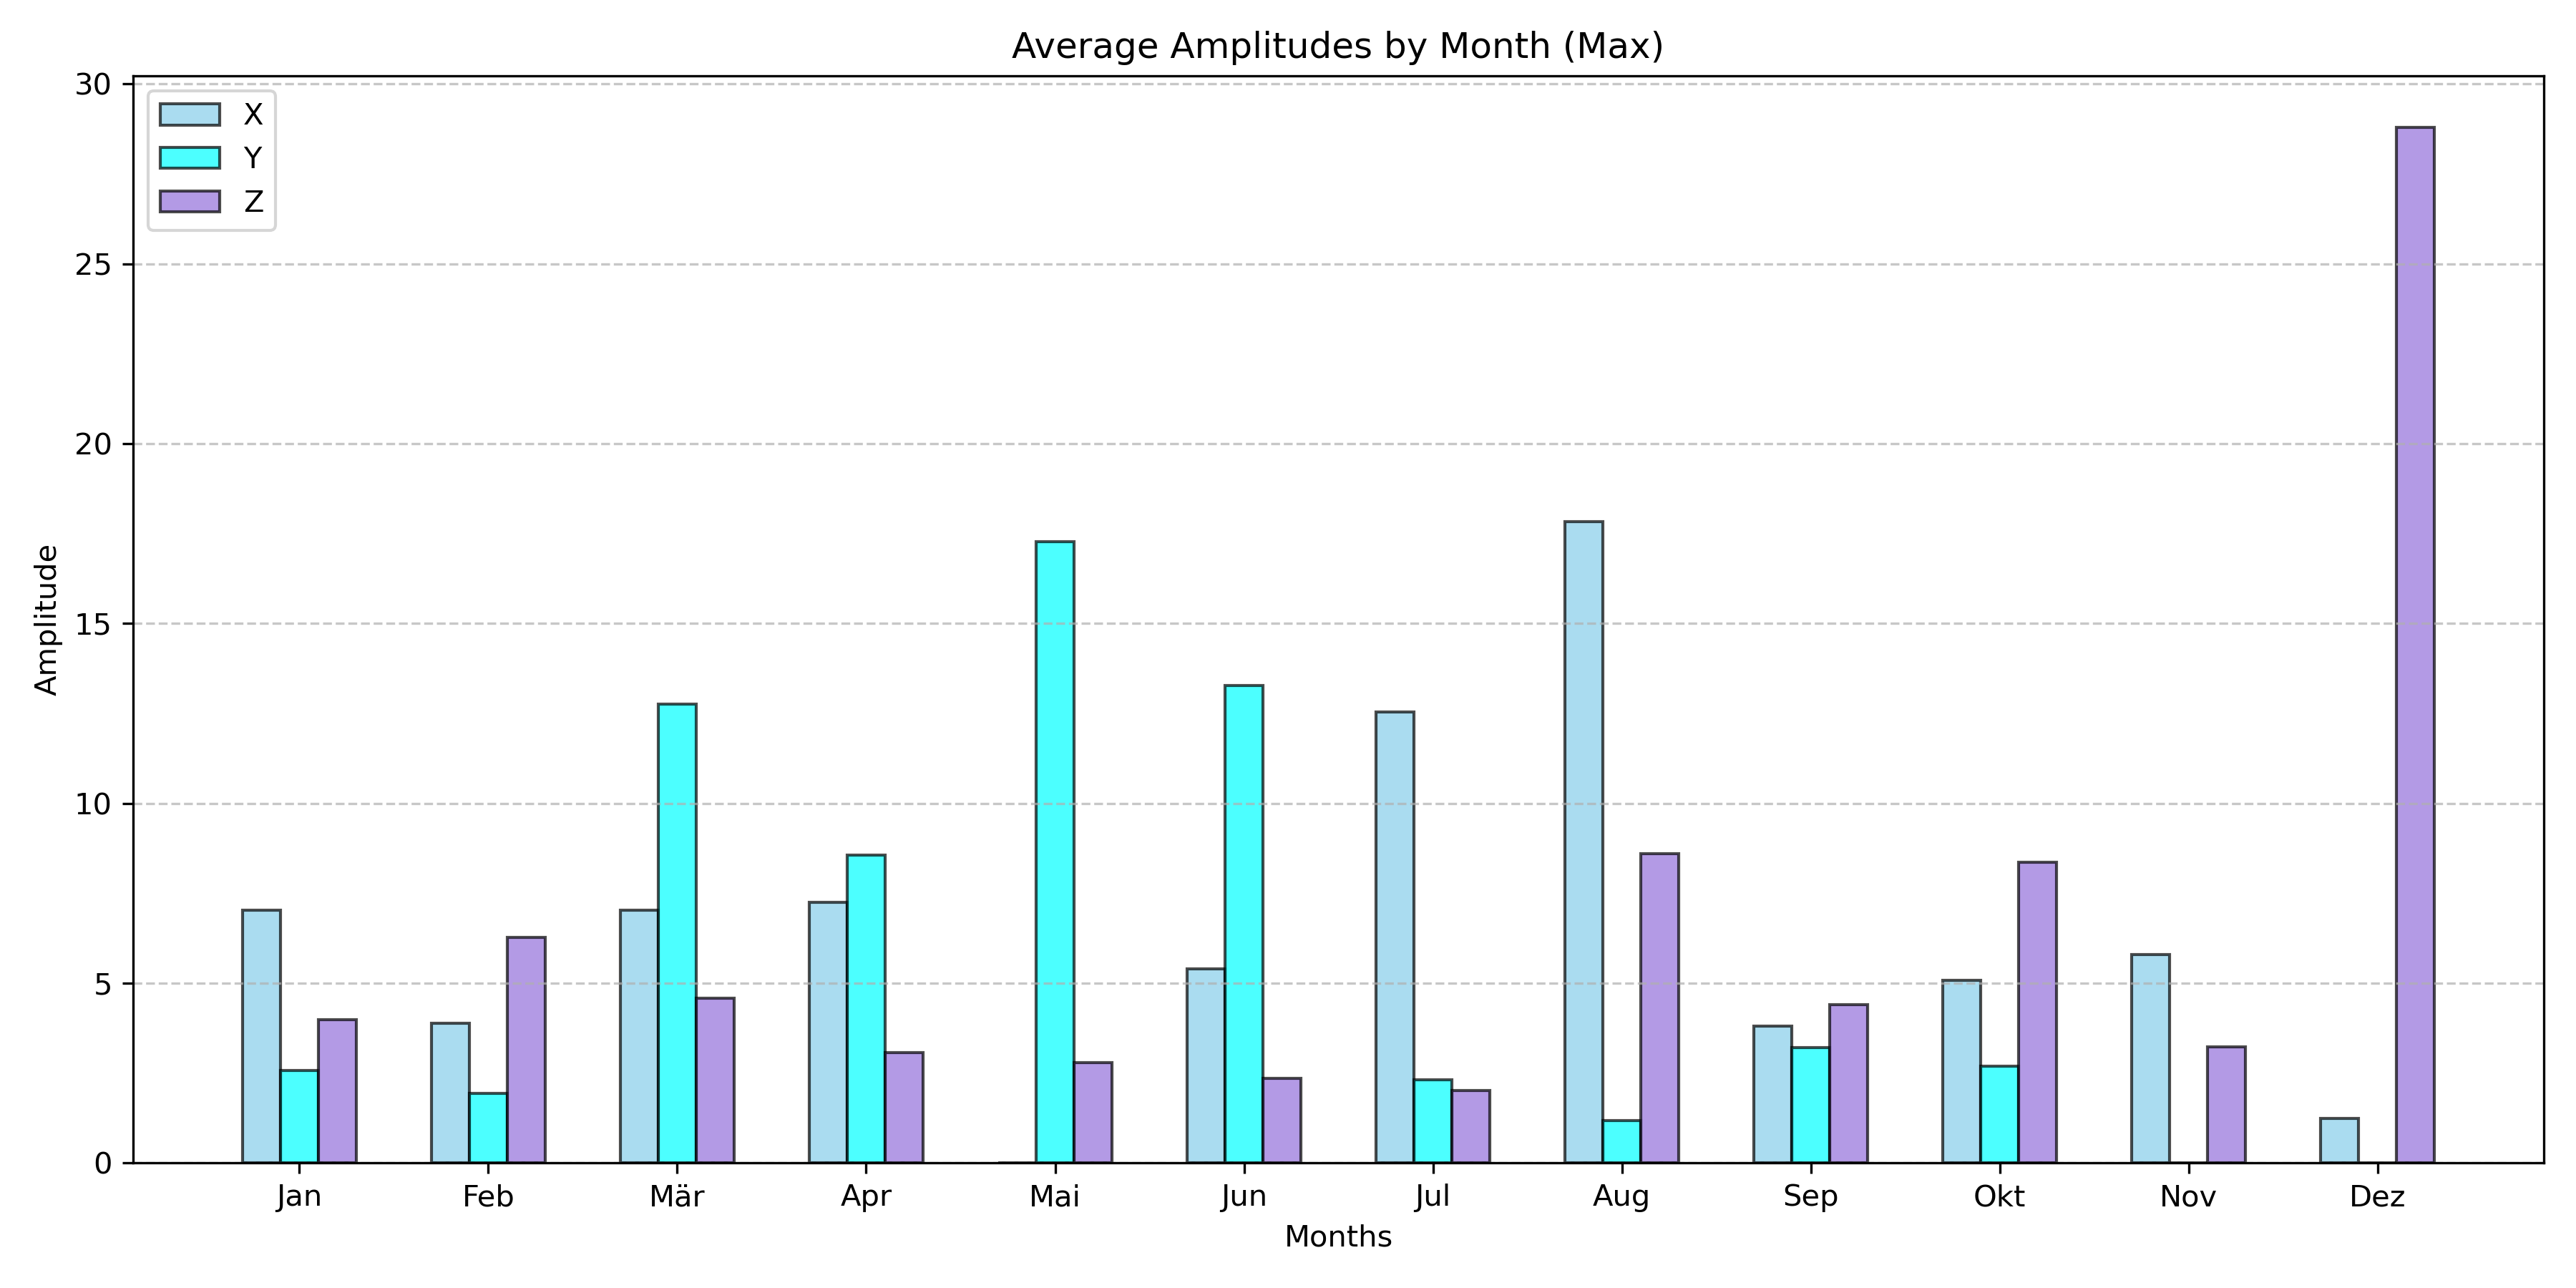 Average Amplitudes by Month (Max)
X
Y
Z
Amplitude
30
25
20
15
10
5
0
Jan Feb Mär Apr Mai Jun Jul Aug Sep Okt Nov Dez
Months